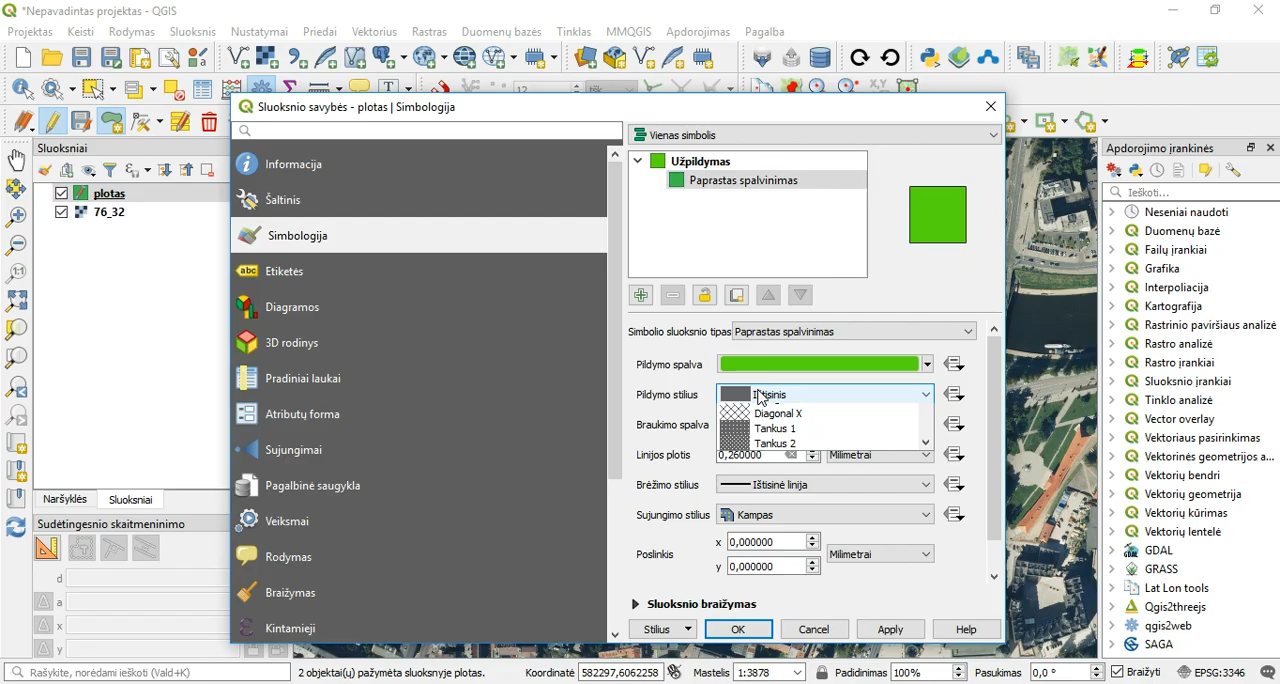 *Nepavadintas projektas - QGIS
Projektas Keisti Rodymas Sluoksnis Nustatymai Priedai Vektorius Rastras Duomenų bazės Tinklas MMQGIS Apdorojimas Pagalba
Sluoksniai
plotas
76_32
Naršyklės Sluoksniai
Sudėtingesnio skaitmeninimo
d
a
x
y
Sluoksnio savybės - plotas | Simbologija
Informacija
Šaltinis
Simbologija
abc Etiketės
Diagramos
3D rodinys
Pradiniai laukai
Atributų forma
Sujungimai
Pagalbinė saugykla
Veiksmai
Rodymas
Braižymas
Kintamieji
Vienas simbolis
Užpildymas
Paprastas spalvinimas
Simbolio sluoksnio tipas Paprastas spalvinimas
Pildymo spalva
Pildymo stilius Ištisinis
Diagonal X
Braukimo spalva Tankus 1
Tankus 2
Linijos plotis 0,260000 Milimetrai
Brėžimo stilius Ištisinė linija
Sujungimo stilius Kampas
Poslinkis x 0,000000 Milimetrai
y 0,000000
Sluoksnio braižymas
Stilius OK Cancel Apply Help
Apdorojimo įrankinės
Ieškoti...
Neseniai naudoti
Duomenų bazė
Failų įrankiai
Grafika
Interpoliacija
Kartografija
Rastrinio paviršiaus analizė
Rastro analizė
Rastro įrankiai
Sluoksnio įrankiai
Tinklo analizė
Vector overlay
Vektoriaus pasirinkimas
Vektorinės geometrijos a...
Vektorių bendri
Vektorių geometrija
Vektorių kūrimas
Vektorių lentelė
GDAL
GRASS
Lat Lon tools
Qgis2threejs
qgis2web
SAGA
Rašykite, norėdami ieškoti (Vald+K) 2 objektai(ų) pažymėta sluoksnyje plotas. Koordinatė 582297,6062258 Mastelis 1:3878 Padidinimas 100% Pasukimas 0,0 ° Braižyti EPSG:3346